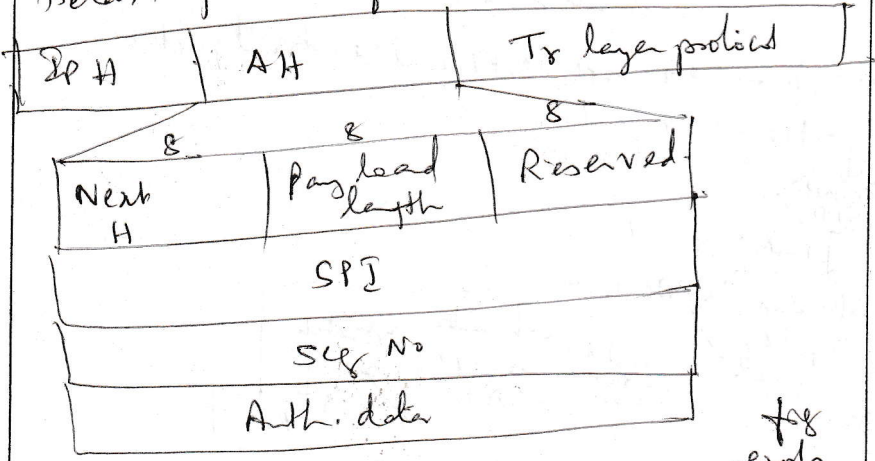 IP H AH Tr layer protocol
8 8 8
Next H Payload length Reserved
SPI
Seq No
Auth. data